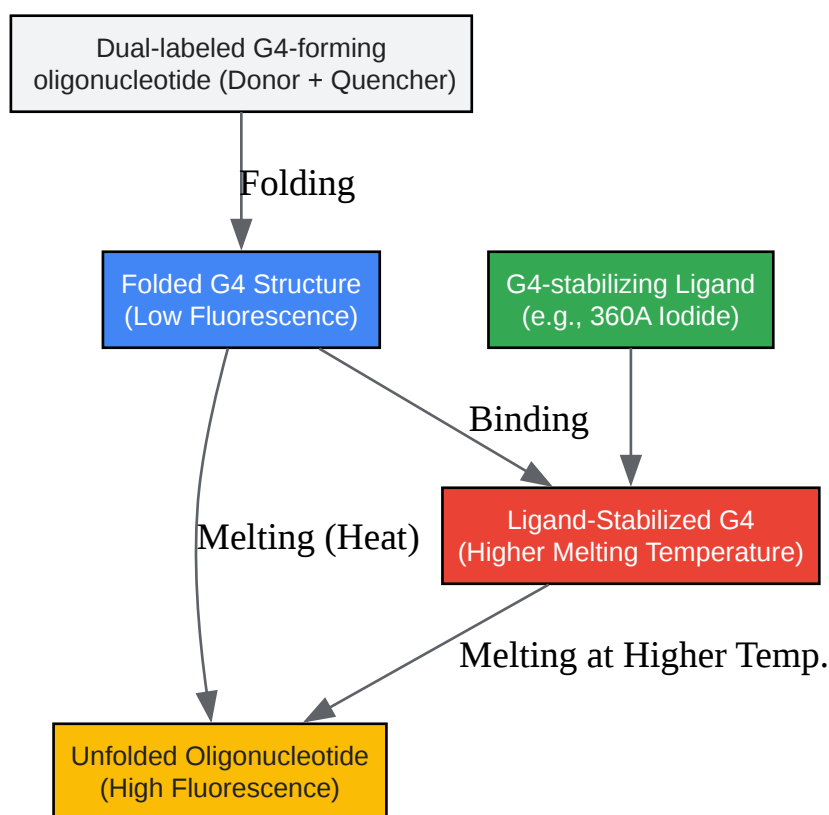 Dual-labeled G4-forming
oligonucleotide (Donor + Quencher)
Folding
Folded G4 Structure
(Low Fluorescence)
G4-stabilizing Ligand
(e.g., 360A Iodide)
Binding
Ligand-Stabilized G4
(Higher Melting Temperature)
Melting (Heat)
Melting at Higher Temp.
Unfolded Oligonucleotide
(High Fluorescence)